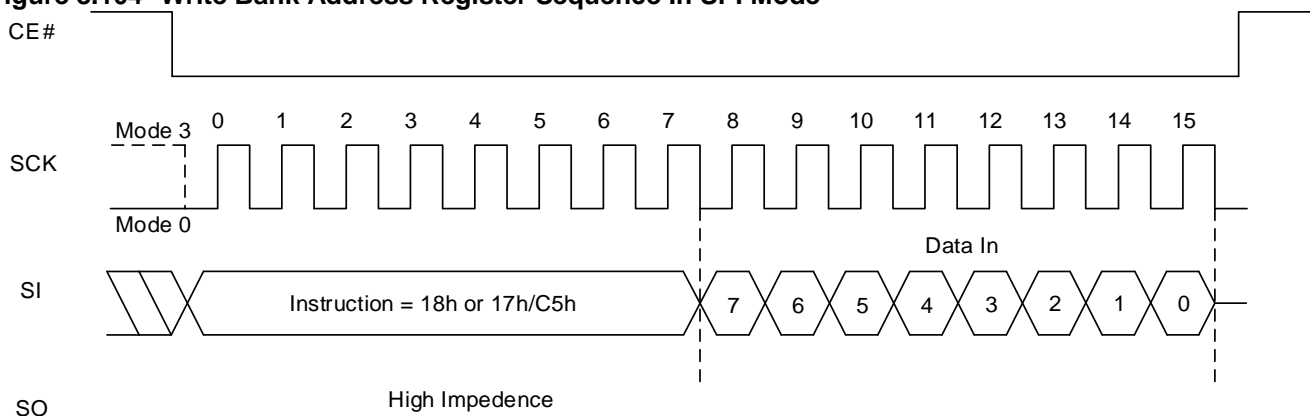 Figure 8.104 Write Bank Address Register Sequence In SPI Mode
CE#
Mode 3
0 1 2 3 4 5 6 7 8 9 10 11 12 13 14 15
SCK
Mode 0
Data In
SI
Instruction = 18h or 17h/C5h
7 6 5 4 3 2 1 0
High Impedence
SO